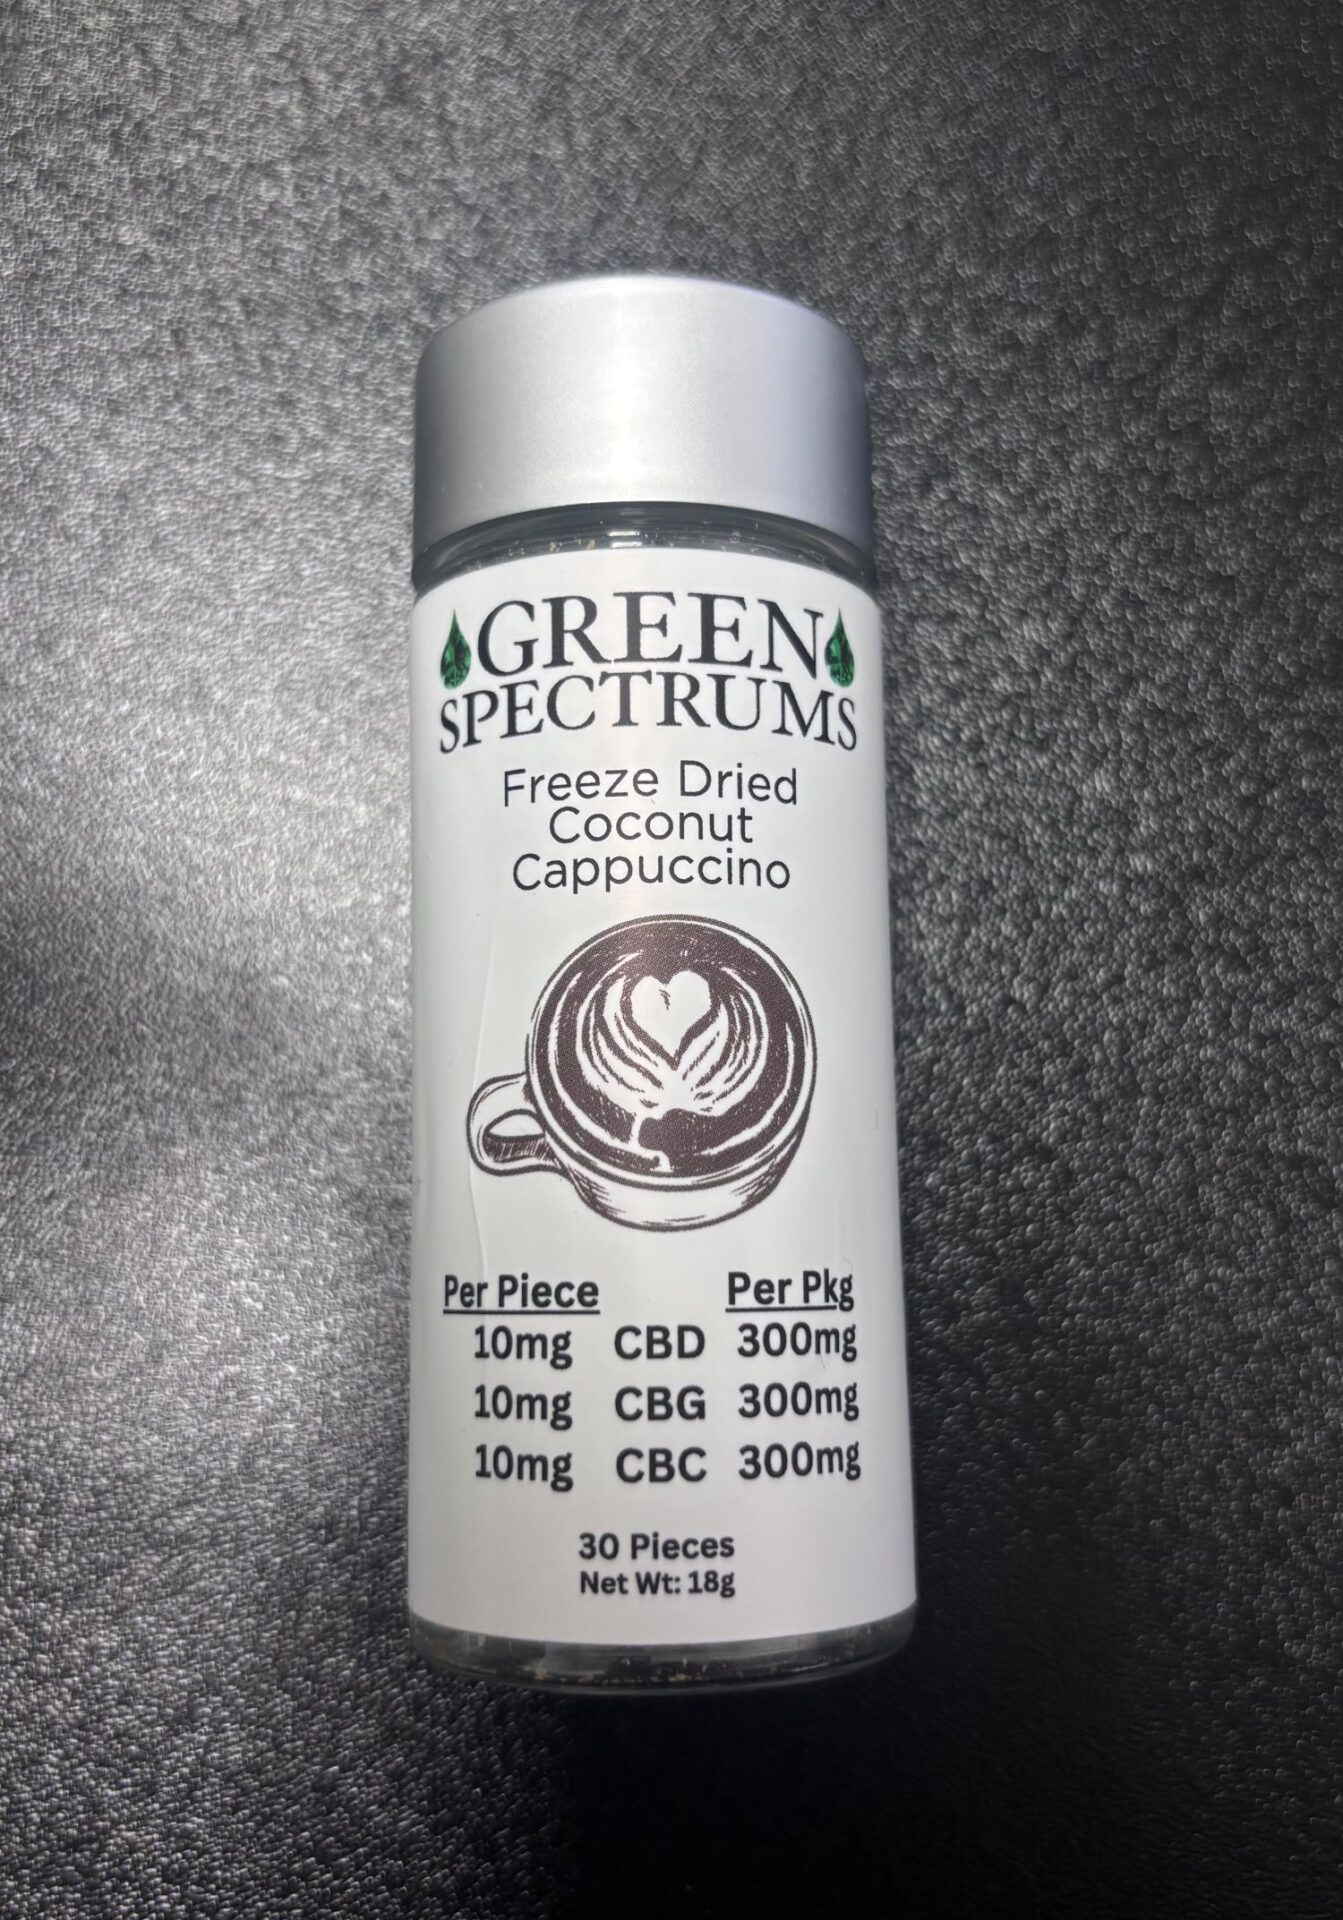 GREEN
SPECTRUMS
Freeze Dried
Coconut
Cappuccino
Per Piece Per Pkg
10mg CBD 300mg
10mg CBG 300mg
10mg CBC 300mg
30 Pieces
Net Wt: 18g